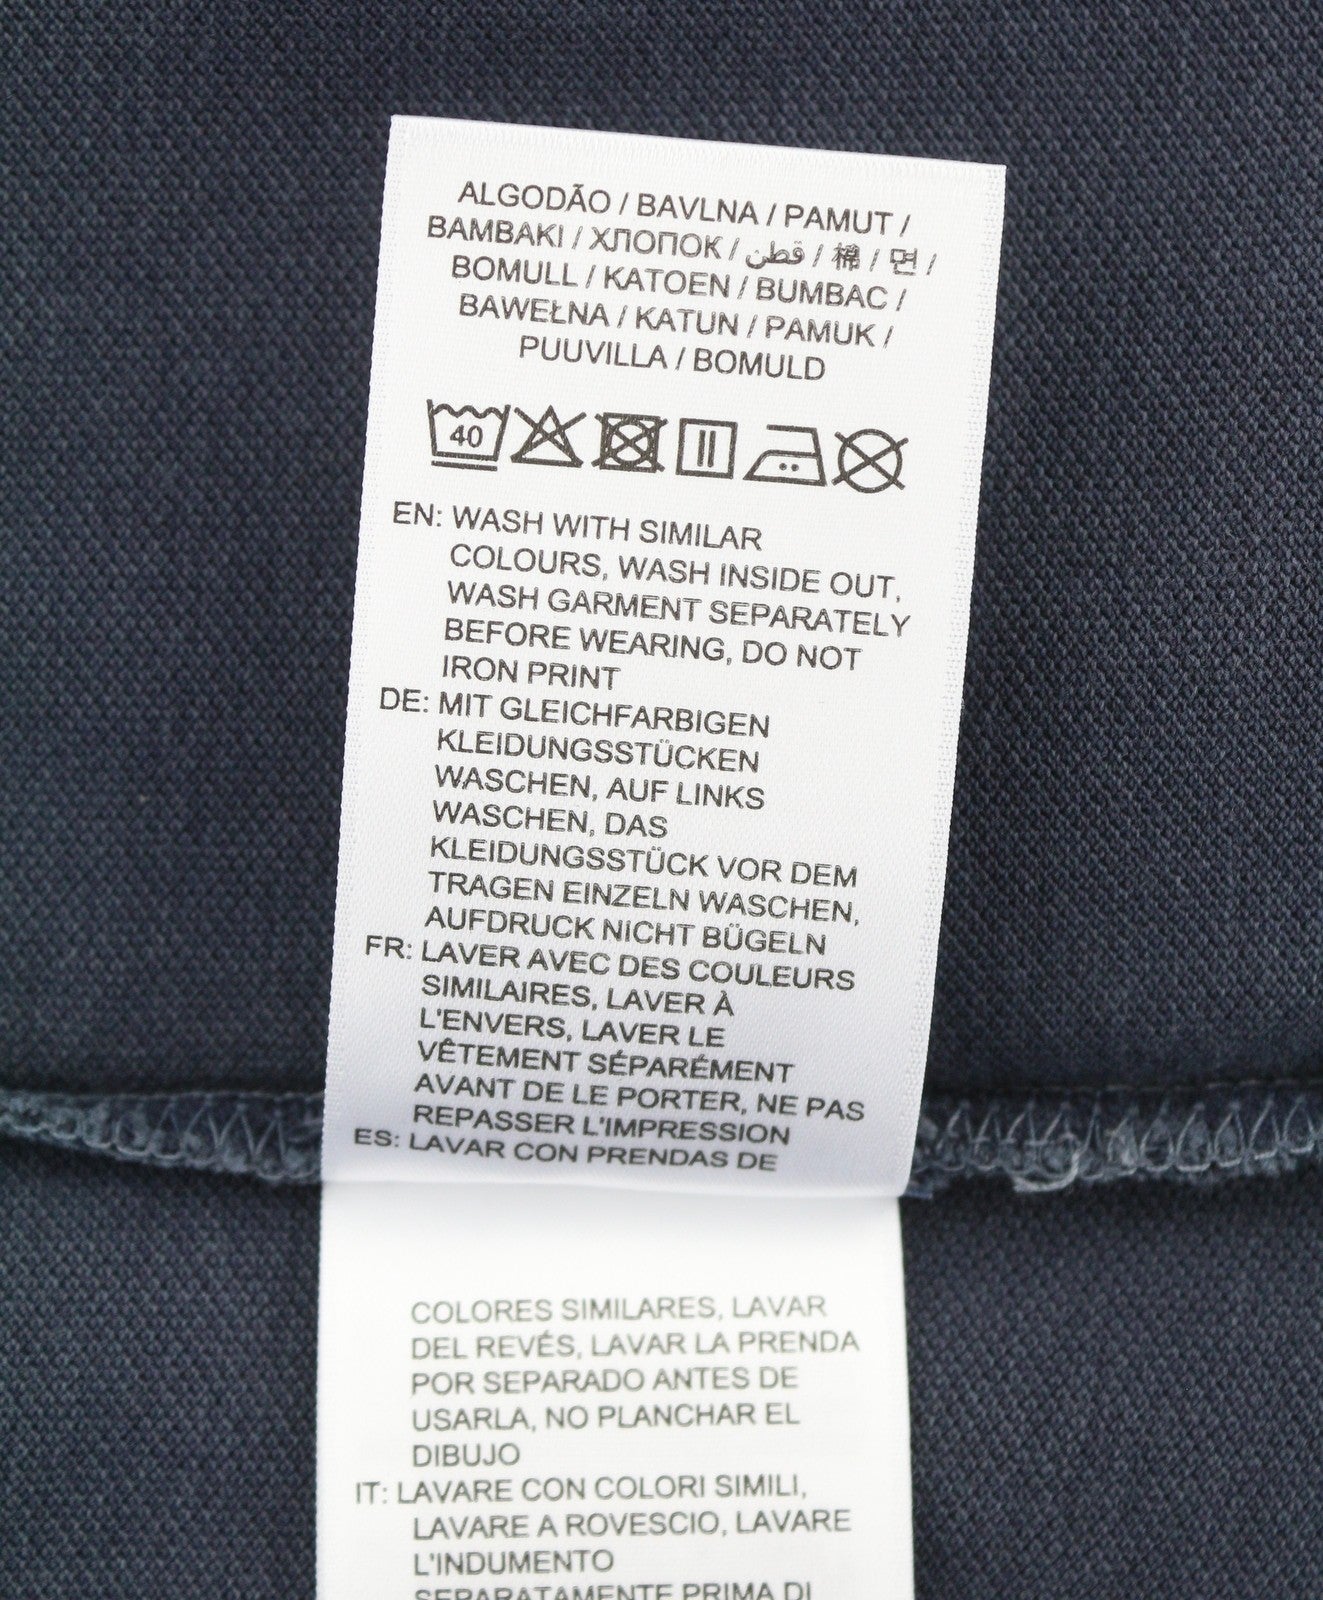 ALGODÃO / BAVLNA / PAMUT /
BAMBAKI / ХЛОПОК / قطن / 棉 / 면 /
BOMULL / KATOEN / BUMBAC /
BAWEŁNA / KATUN / PAMUK /
PUUVILLA / BOMULD
40
EN: WASH WITH SIMILAR
COLOURS, WASH INSIDE OUT,
WASH GARMENT SEPARATELY
BEFORE WEARING, DO NOT
IRON PRINT
DE: MIT GLEICHFARBIGEN
KLEIDUNGSSTÜCKEN
WASCHEN, AUF LINKS
WASCHEN, DAS
KLEIDUNGSSTÜCK VOR DEM
TRAGEN EINZELN WASCHEN,
AUFDRUCK NICHT BÜGELN
FR: LAVER AVEC DES COULEURS
SIMILAIRES, LAVER À
L'ENVERS, LAVER LE
VÊTEMENT SÉPARÉMENT
AVANT DE LE PORTER, NE PAS
REPASSER L'IMPRESSION
ES: LAVAR CON PRENDAS DE
COLORES SIMILARES, LAVAR
DEL REVÉS, LAVAR LA PRENDA
POR SEPARADO ANTES DE
USARLA, NO PLANCHAR EL
DIBUJO
IT: LAVARE CON COLORI SIMILI,
LAVARE A ROVESCIO, LAVARE
L'INDUMENTO
SEPARATAMENTE PRIMA DI